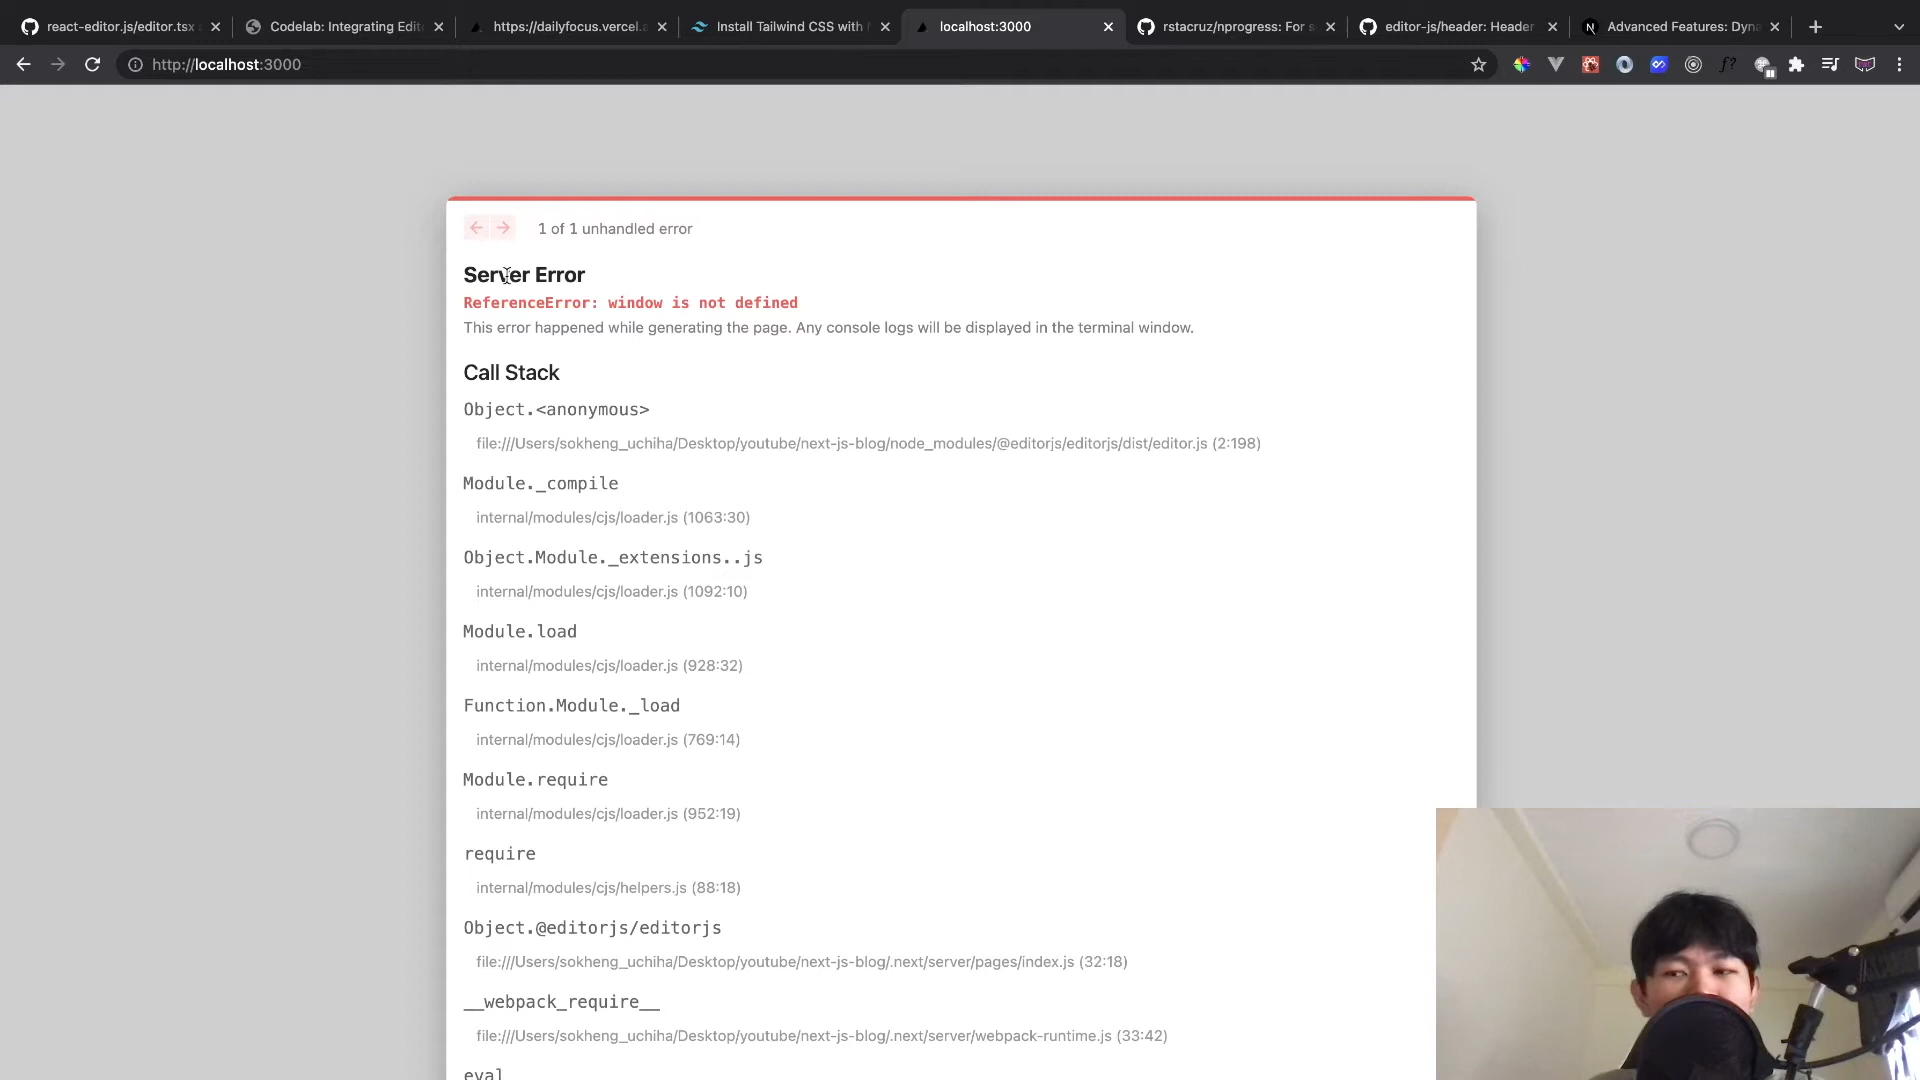 react-editor.js/editor.tsx
Codelab: Integrating Edit
https://dailyfocus.vercel.a
Install Tailwind CSS with
localhost:3000
rstacruz/nprogress: For s
editor-js/header: Header
Advanced Features: Dyna
http://localhost:3000
f?
1 of 1 unhandled error
Server Error
ReferenceError: window is not defined
This error happened while generating the page. Any console logs will be displayed in the terminal window.
Call Stack
Object.<anonymous>
file:///Users/sokheng_uchiha/Desktop/youtube/next-js-blog/node_modules/@editorjs/editorjs/dist/editor.js (2:198)
Module._compile
internal/modules/cjs/loader.js (1063:30)
Object.Module._extensions..js
internal/modules/cjs/loader.js (1092:10)
Module.load
internal/modules/cjs/loader.js (928:32)
Function.Module._load
internal/modules/cjs/loader.js (769:14)
Module.require
internal/modules/cjs/loader.js (952:19)
require
internal/modules/cjs/helpers.js (88:18)
Object.@editorjs/editorjs
file:///Users/sokheng_uchiha/Desktop/youtube/next-js-blog/.next/server/pages/index.js (32:18)
__webpack_require__
file:///Users/sokheng_uchiha/Desktop/youtube/next-js-blog/.next/server/webpack-runtime.js (33:42)
eval